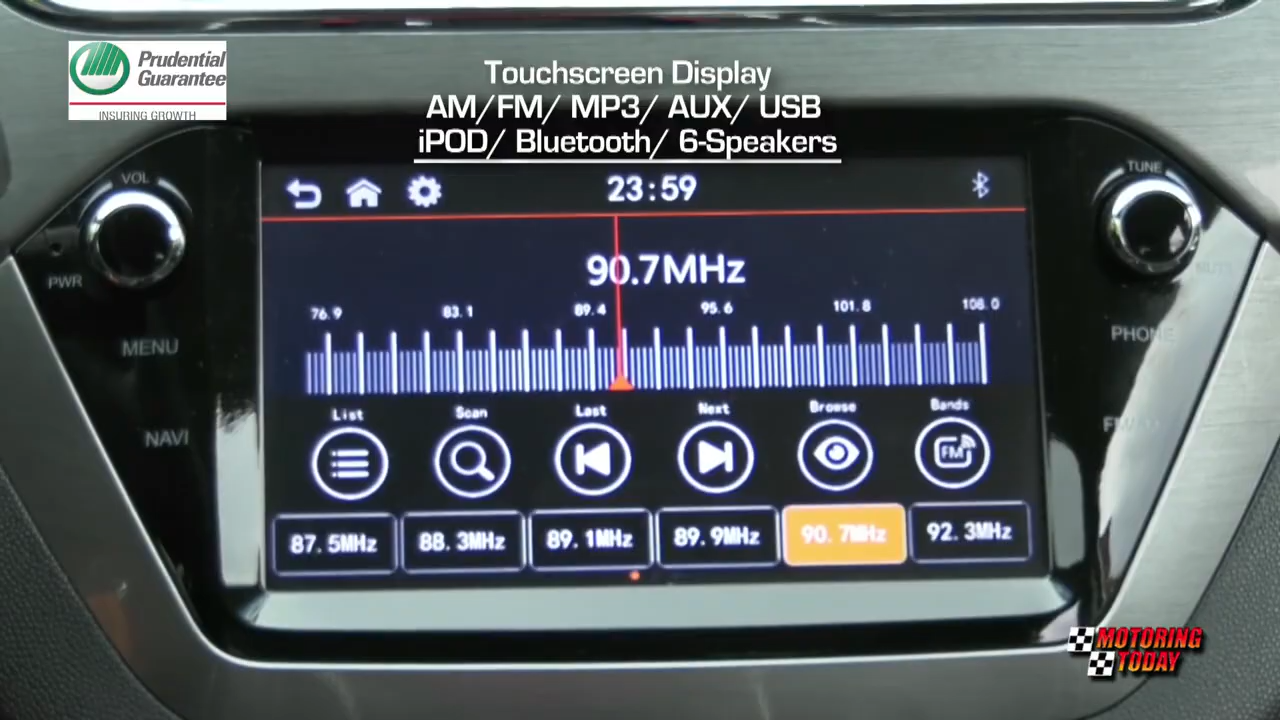 Prudential
Guarantee
INSURING GROWTH
Touchscreen Display
AM/FM/ MP3/ AUX/ USB
iPOD/ Bluetooth/ 6-Speakers
VOL
TUNE
23:59
PWR
90.7MHz
76.9 83.1 89.4 95.6 101.8 108.0
MENU
PHONE
List Scan Last Next Browse Bands
FM
NAVI
87.5MHz 88.3MHz 89.1MHz 89.9MHz 90.7MHz 92.3MHz
MOTORING
TODAY